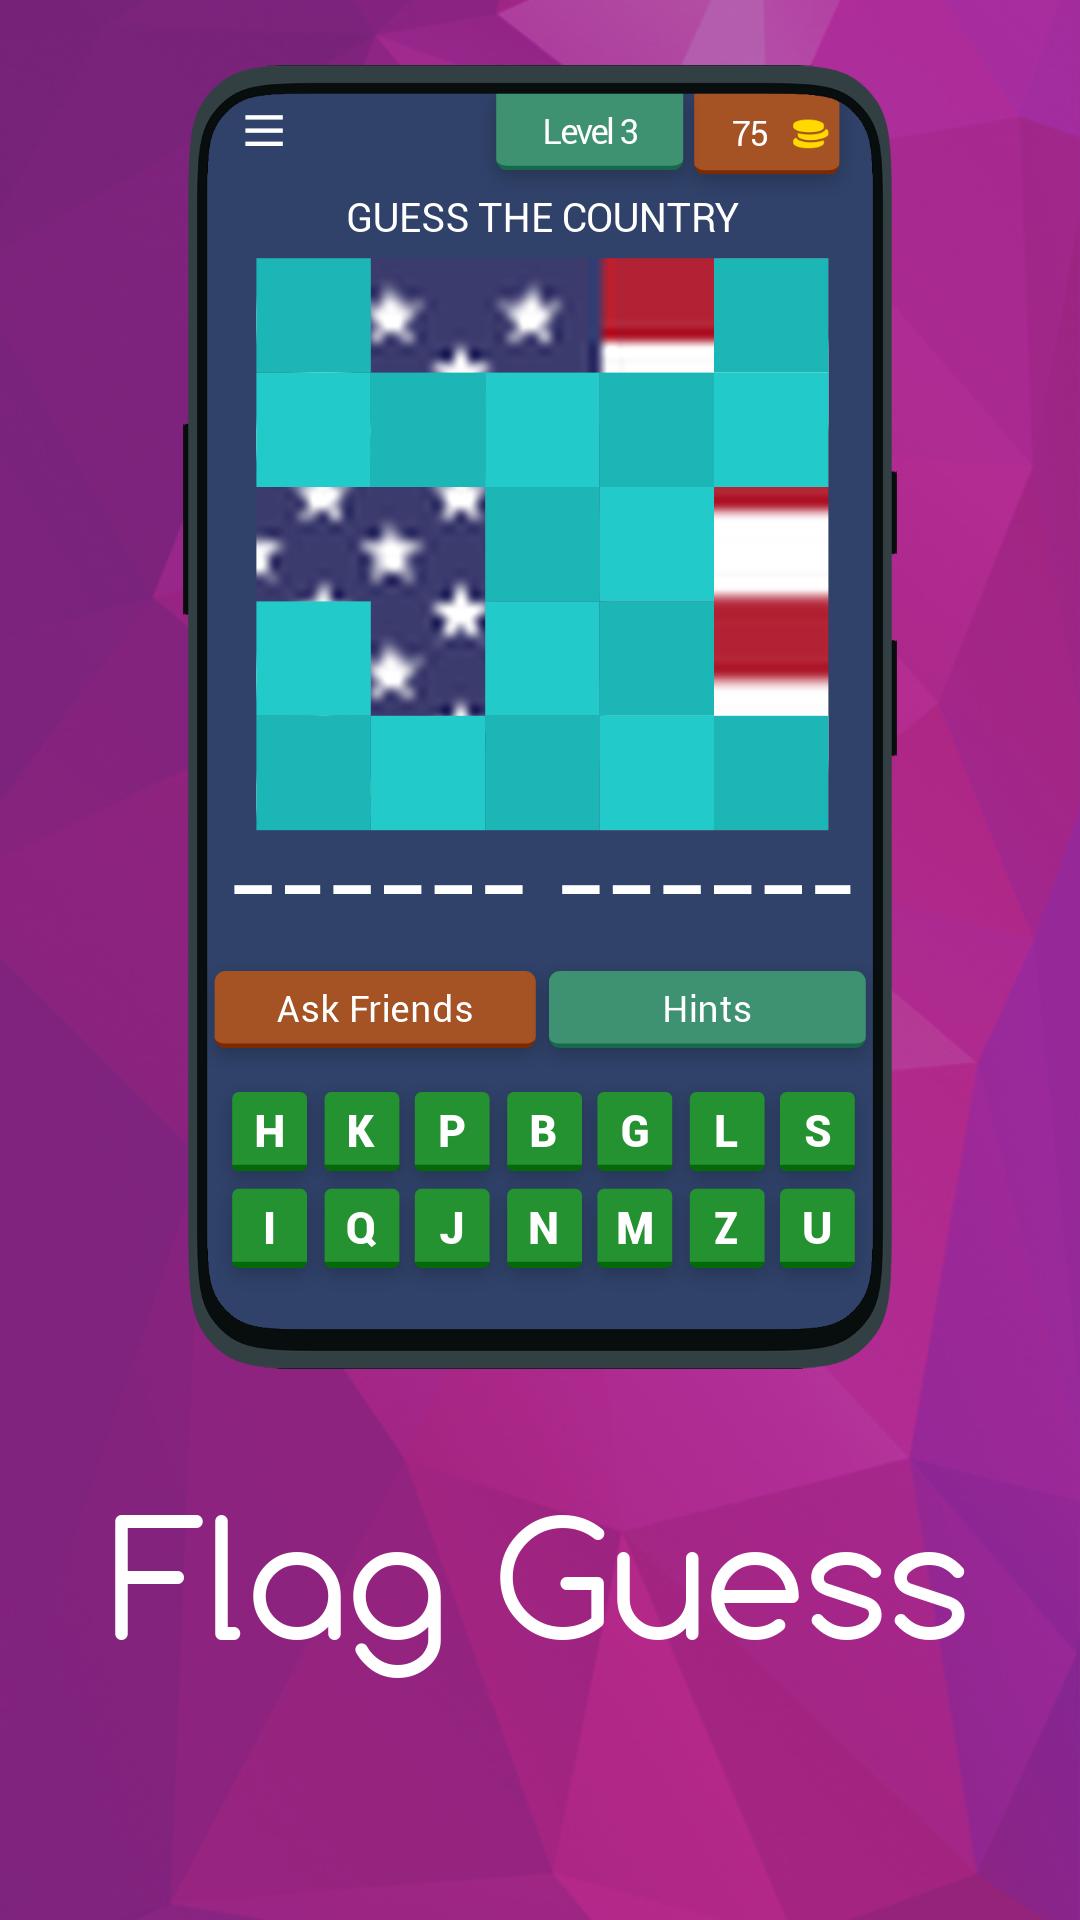 Level 3
75
GUESS THE COUNTRY
Ask Friends
Hints
H K P B G L S
I Q J N M Z U
Flag Guess